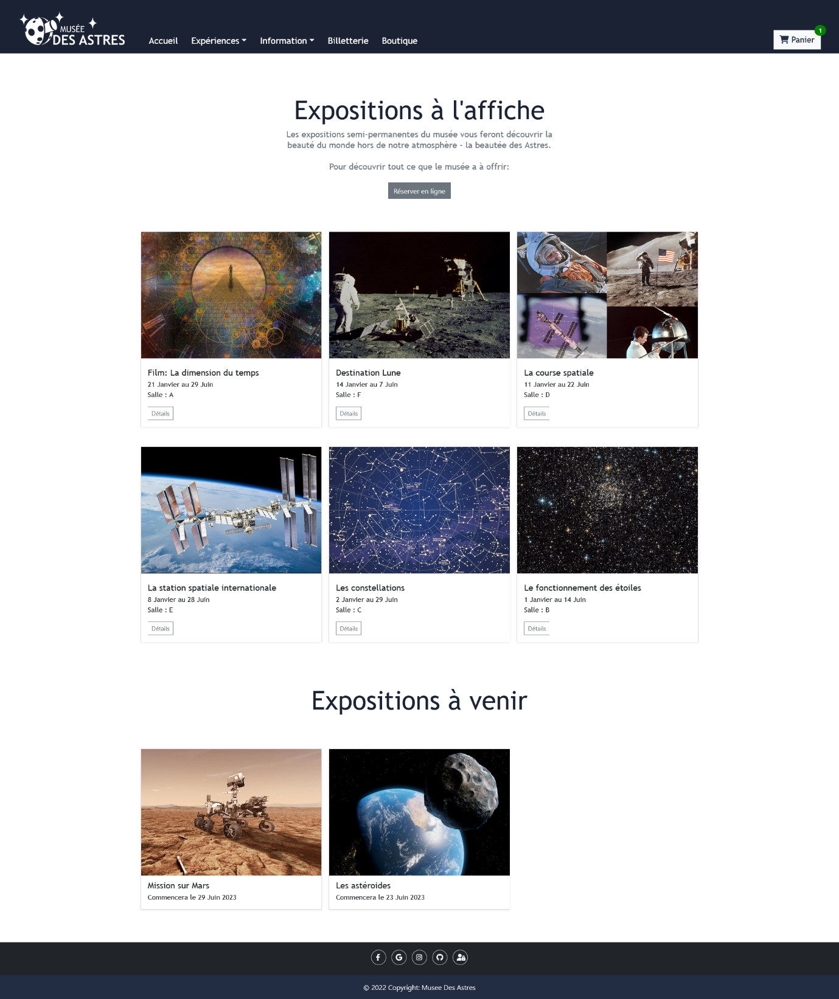 MUSÉE
DES ASTRES
Accueil Expériences Information Billetterie Boutique
1
Panier
Expositions à l'affiche
Les expositions semi-permanentes du musée vous feront découvrir la
beauté du monde hors de notre atmosphère - la beautée des Astres.
Pour découvrir tout ce que le musée a à offrir:
Réserver en ligne
Film: La dimension du temps
21 Janvier au 29 Juin
Salle : A
Détails
Destination Lune
14 Janvier au 7 Juin
Salle : F
Détails
La course spatiale
11 Janvier au 22 Juin
Salle : D
Détails
La station spatiale internationale
8 Janvier au 28 Juin
Salle : E
Détails
Les constellations
2 Janvier au 29 Juin
Salle : C
Détails
Le fonctionnement des étoiles
1 Janvier au 14 Juin
Salle : B
Détails
Expositions à venir
Mission sur Mars
Commencera le 29 Juin 2023
Les astéroides
Commencera le 23 Juin 2023
© 2022 Copyright: Musee Des Astres